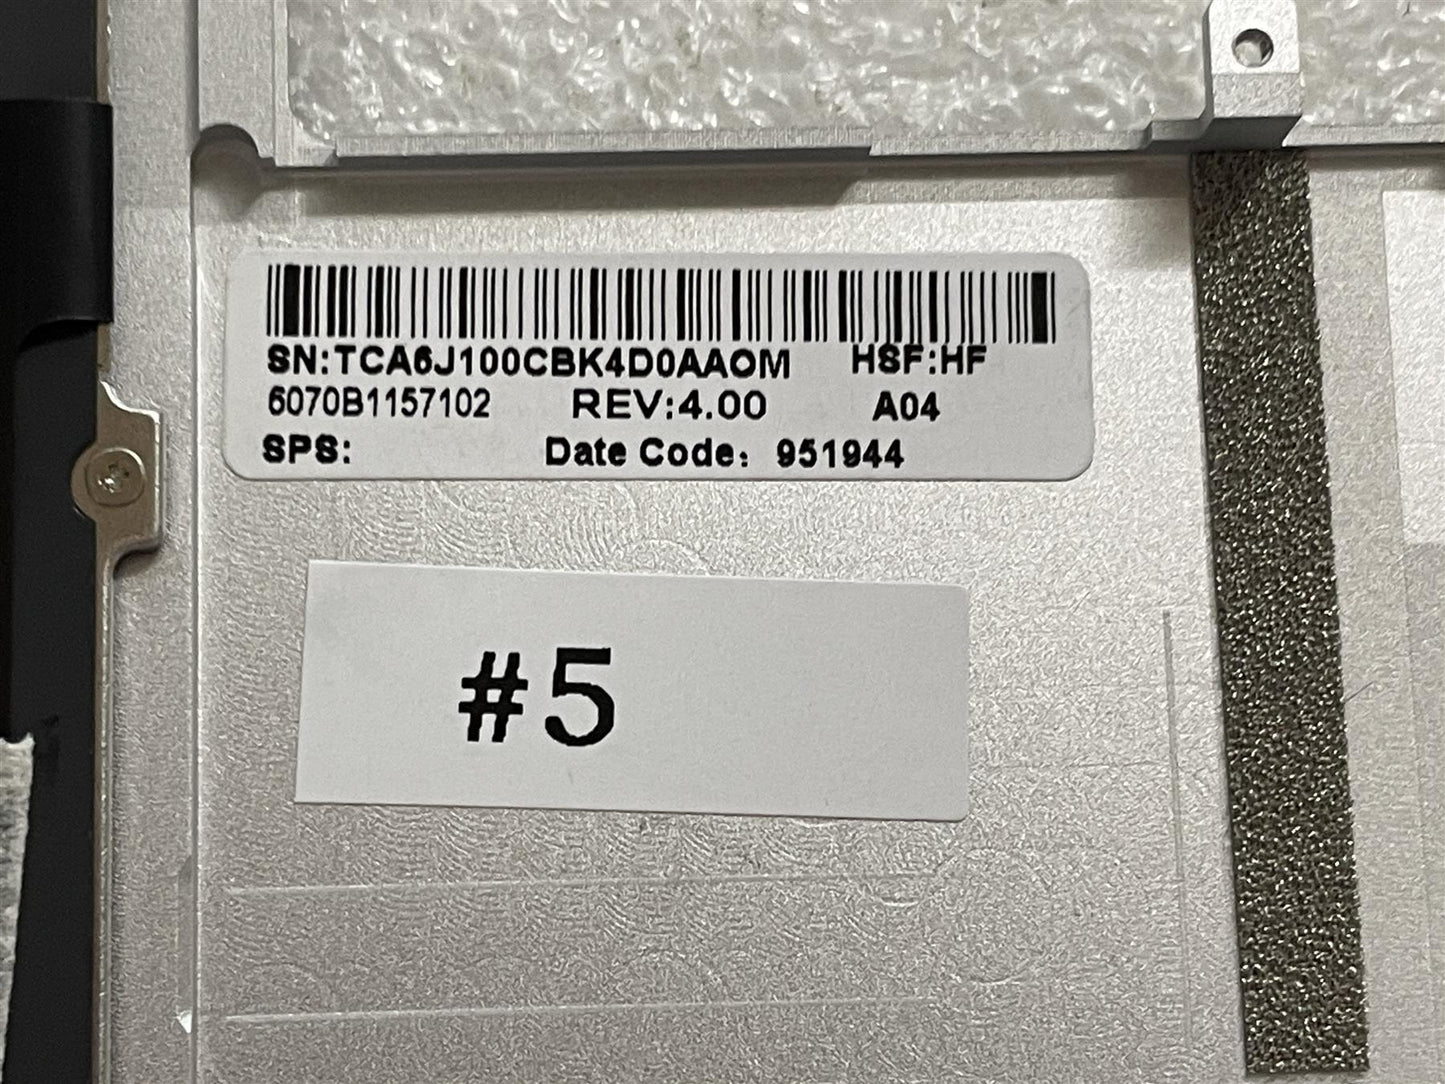 SN:TCA6J100CBK4D0AAOM HSF:HF
6070B1157102 REV:4.00 A04
SPS: Date Code: 951944
#5